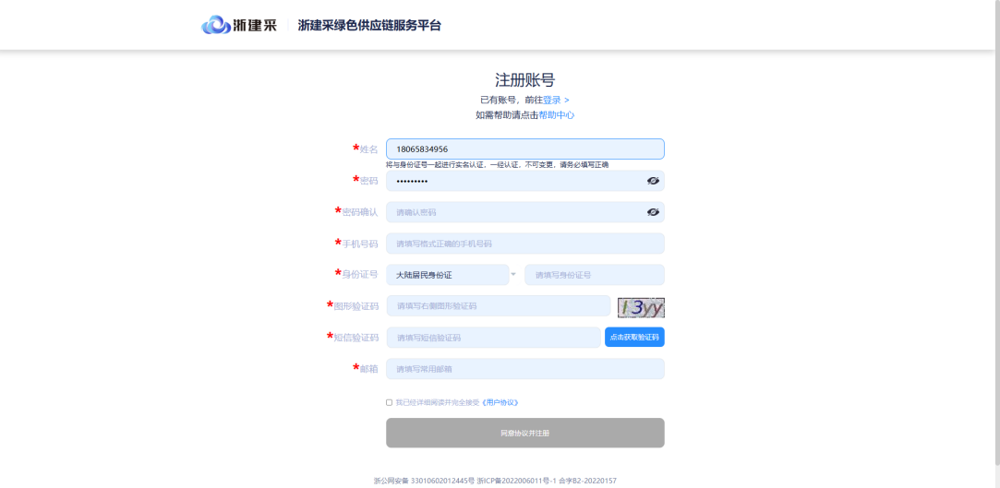 浙建采 浙建采绿色供应链服务平台
注册账号
已有账号，前往登录 >
如需帮助请点击帮助中心
*姓名 18065834956
将与身份证号一起进行实名认证，一经认证，不可变更，请务必填写正确
*密码 •••••••••
*密码确认 请确认密码
*手机号码 请填写格式正确的手机号码
*身份证号 大陆居民身份证 请填写身份证号
*图形验证码 请填写右侧图形验证码 13yy
*短信验证码 请填写短信验证码 点击获取验证码
*邮箱 请填写常用邮箱
我已经详细阅读并完全接受《用户协议》
同意协议并注册
浙公网安备 33010602012445号 浙ICP备2022006011号-1 合字B2-20220157